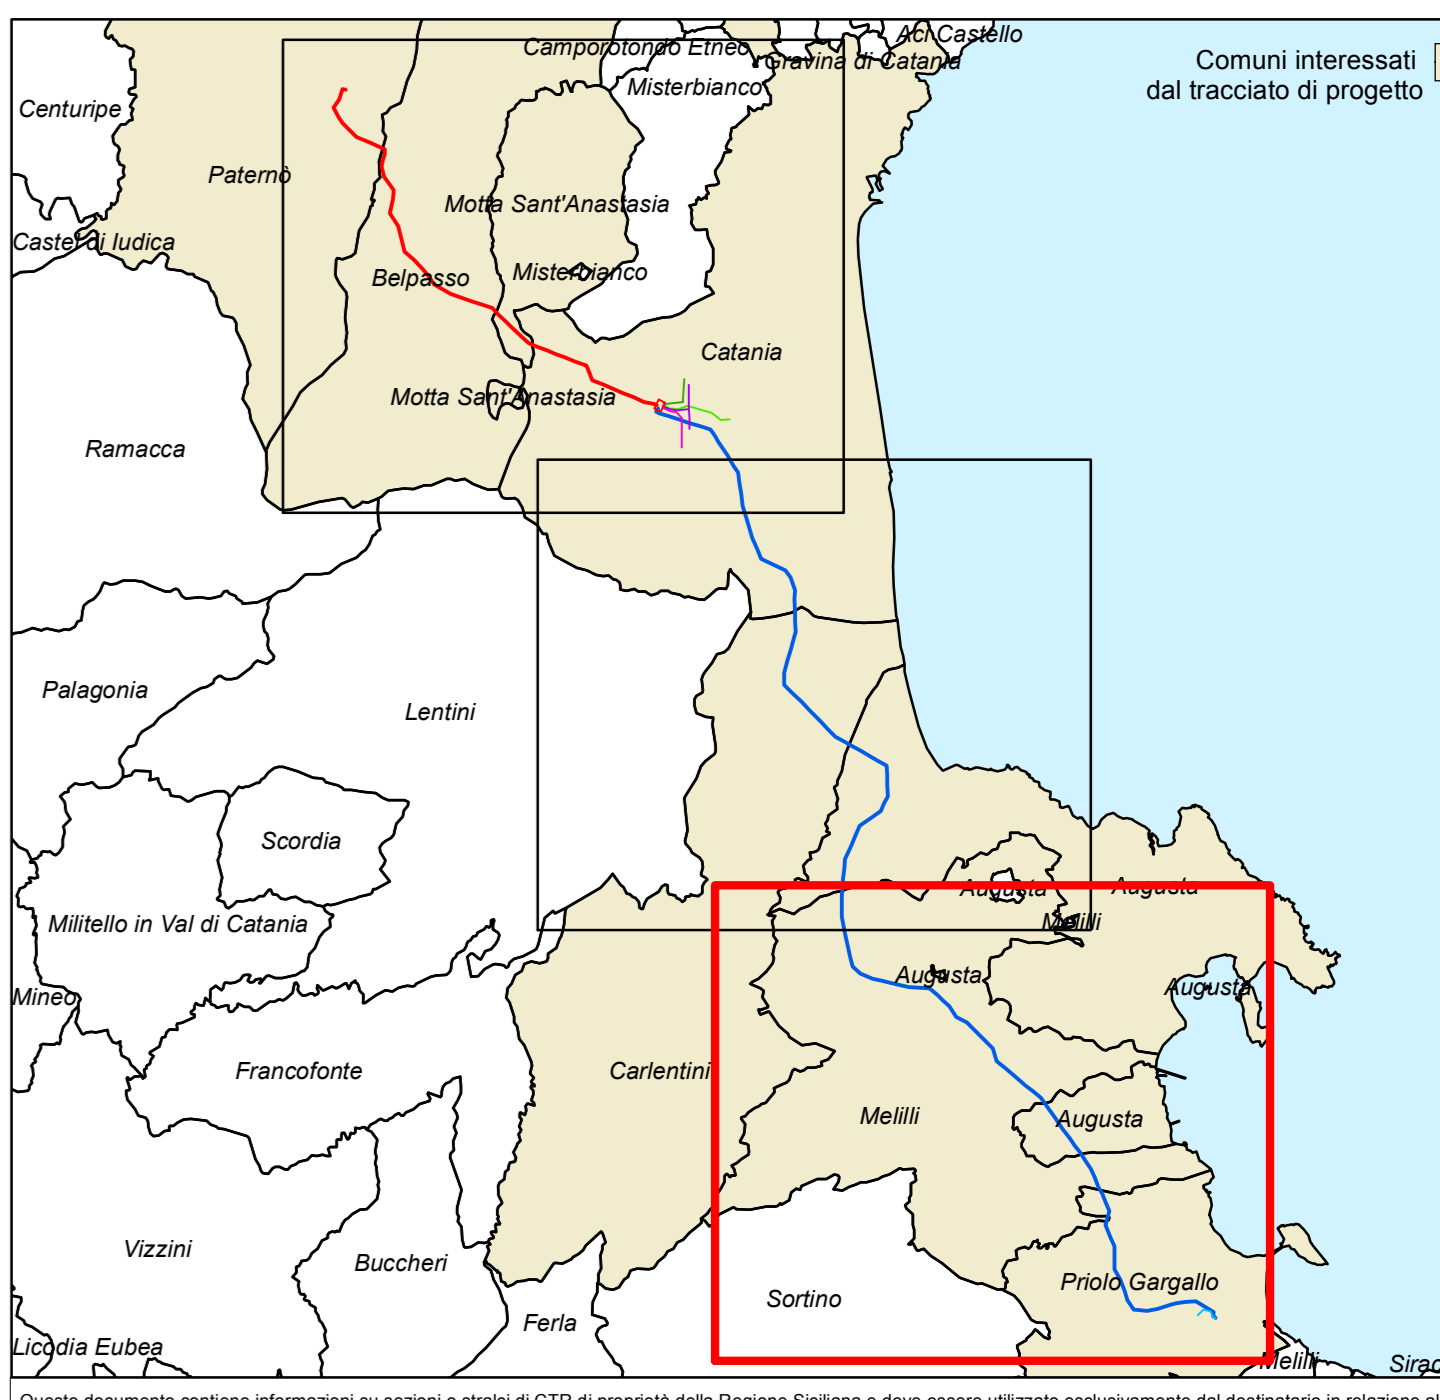 Aci Castello
Camporotondo Etneo
Gravina di Catania
Comuni interessati
dal tracciato di progetto
Misterbianco
Centuripe
Paternò
Motta Sant'Anastasia
Castel di Iudica
Belpasso
Misterbianco
Catania
Motta Sant'Anastasia
Ramacca
Palagonia
Lentini
Scordia
Augusta
Augusta
Militello in Val di Catania
Melilli
Augusta
Augusta
Mineo
Francofonte
Carlentini
Melilli
Augusta
Vizzini
Buccheri
Priolo Gargallo
Sortino
Ferla
Licodia Eubea
Melilli
Sirac